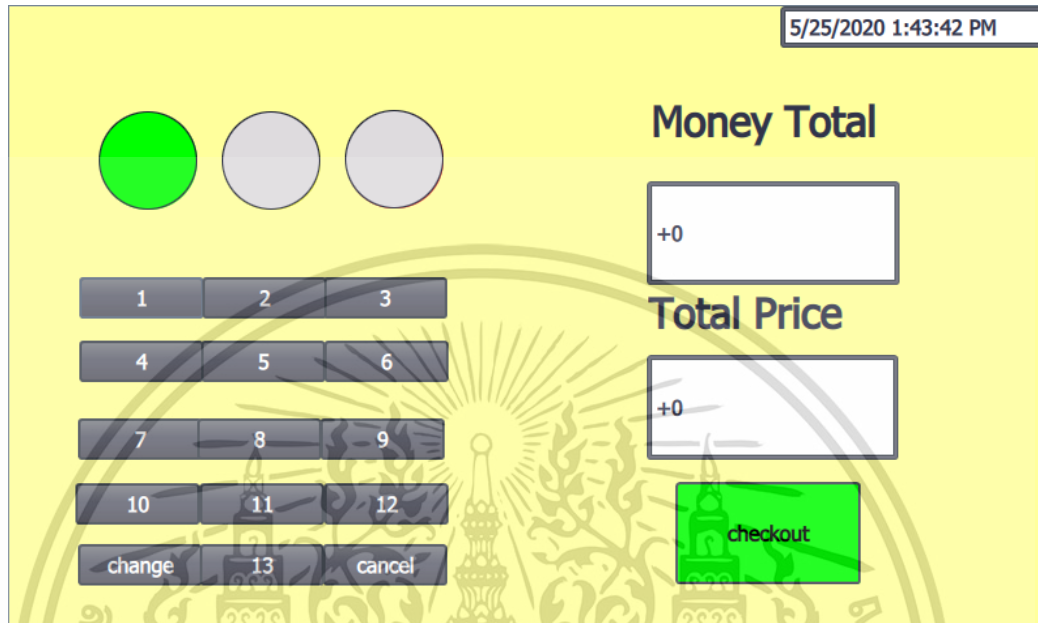 5/25/2020 1:43:42 PM
Money Total
+0
Total Price
+0
1 2 3
4 5 6
7 8 9
10 11 12
change 13 cancel
checkout